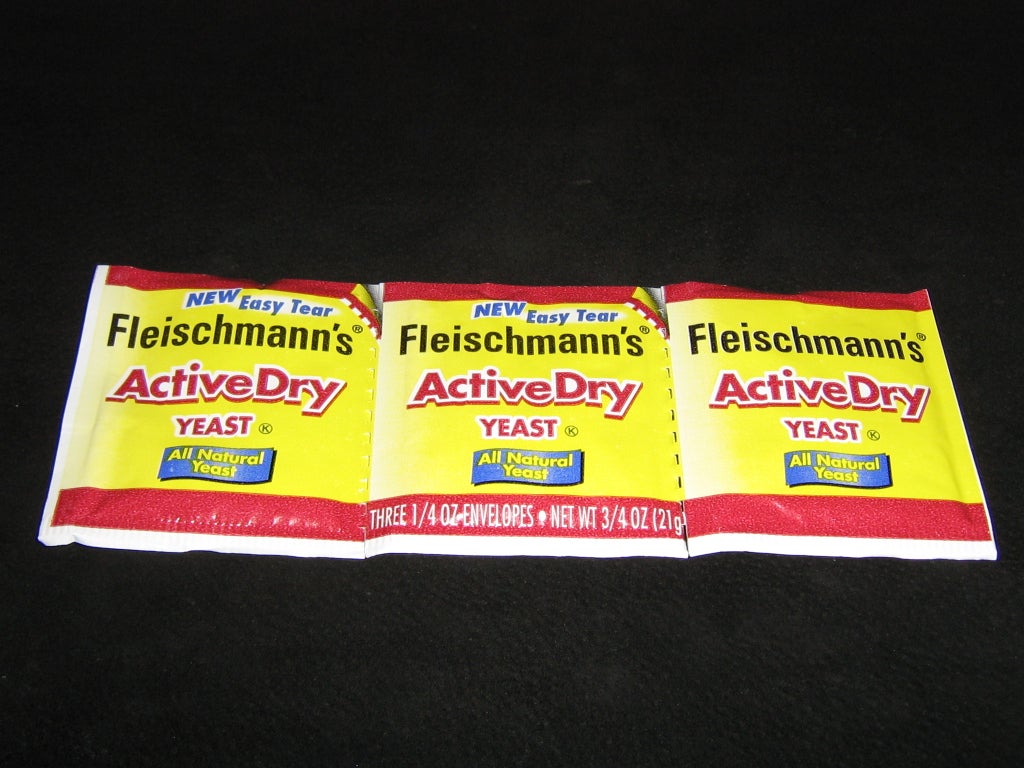 NEW Easy Tear
Fleischmann's®
ActiveDry
YEAST Ⓚ
All Natural
Yeast
NEW Easy Tear
Fleischmann's®
ActiveDry
YEAST Ⓚ
All Natural
Yeast
THREE 1/4 OZ ENVELOPES • NET WT 3/4 OZ (21g
Fleischmann's®
ActiveDry
YEAST Ⓚ
All Natural
Yeast